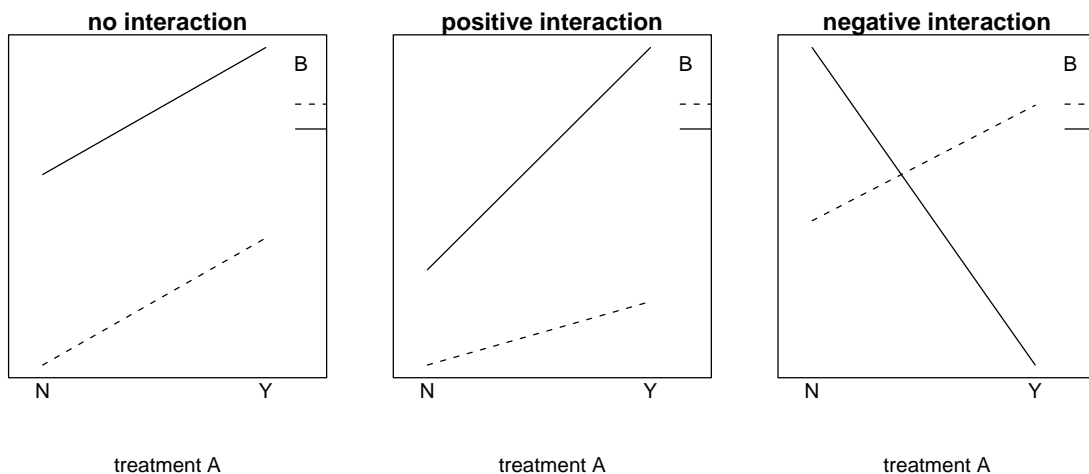 no interaction
B
N Y
treatment A
positive interaction
B
N Y
treatment A
negative interaction
B
N Y
treatment A